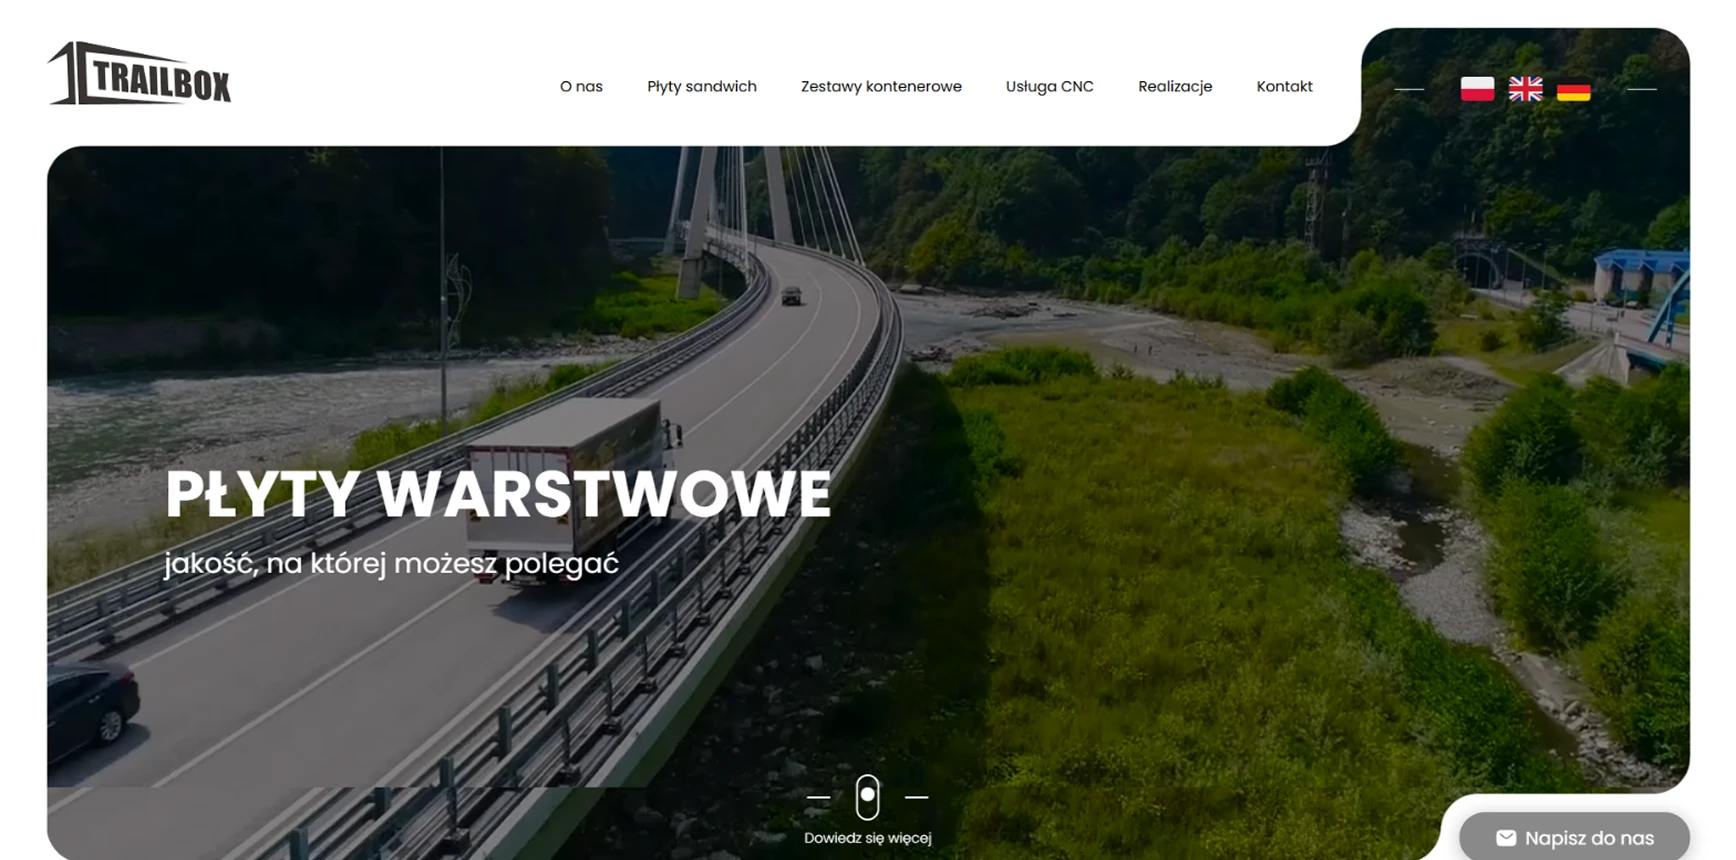 TRAILBOX
O nas Płyty sandwich Zestawy kontenerowe Usługa CNC Realizacje Kontakt
PŁYTY WARSTWOWE
jakość, na której możesz polegać
Dowiedz się więcej
Napisz do nas